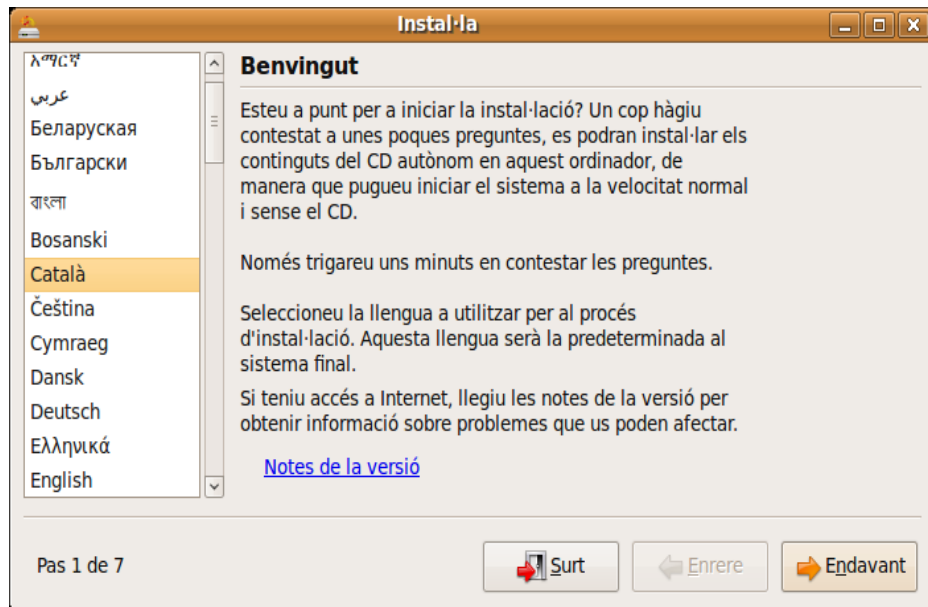 Instal·la
አማርኛ
عربي
Беларуская
Български
বাংলা
Bosanski
Català
Čeština
Cymraeg
Dansk
Deutsch
Ελληνικά
English
Benvingut
Esteu a punt per a iniciar la instal·lació? Un cop hàgiu
contestat a unes poques preguntes, es podran instal·lar els
continguts del CD autònom en aquest ordinador, de
manera que pugueu iniciar el sistema a la velocitat normal
i sense el CD.
Només trigareu uns minuts en contestar les preguntes.
Seleccioneu la llengua a utilitzar per al procés
d'instal·lació. Aquesta llengua serà la predeterminada al
sistema final.
Si teniu accés a Internet, llegiu les notes de la versió per
obtenir informació sobre problemes que us poden afectar.
Notes de la versió
Pas 1 de 7
Surt
Enrere
Endavant